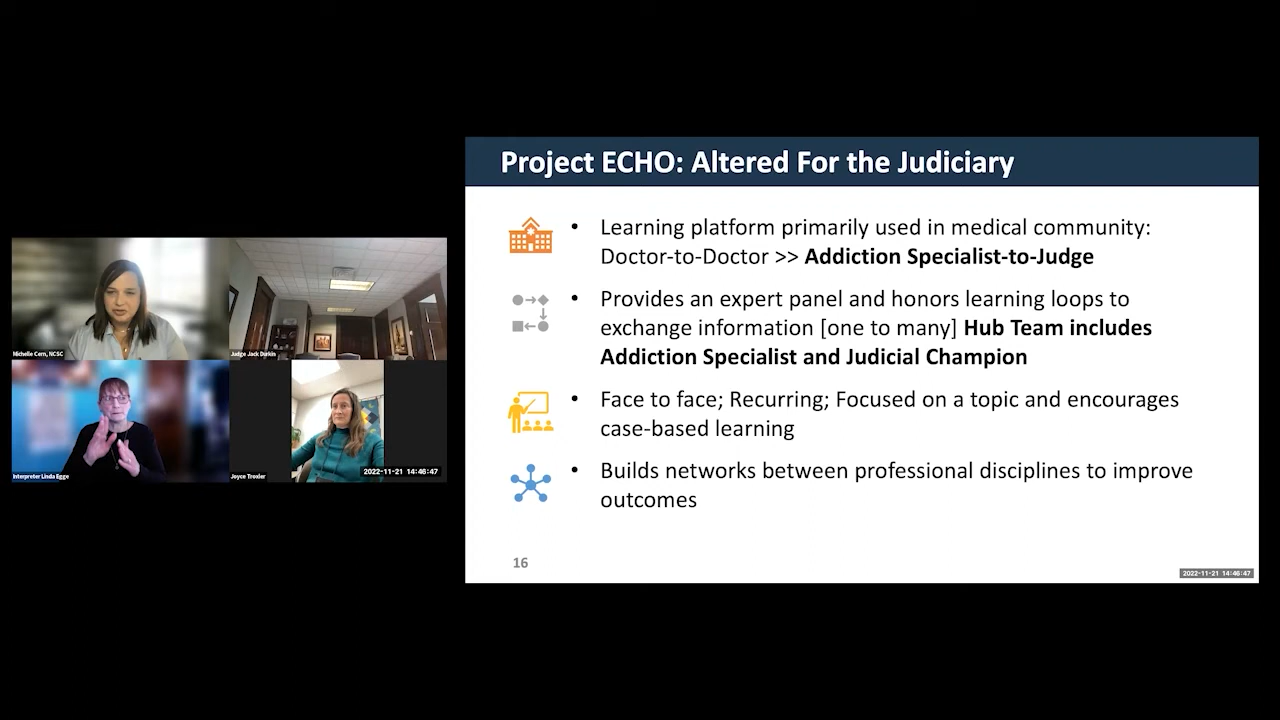 Project ECHO: Altered For the Judiciary
• Learning platform primarily used in medical community:
Doctor-to-Doctor >> Addiction Specialist-to-Judge
• Provides an expert panel and honors learning loops to
exchange information [one to many] Hub Team includes
Addiction Specialist and Judicial Champion
• Face to face; Recurring; Focused on a topic and encourages
case-based learning
• Builds networks between professional disciplines to improve
outcomes
16
2022-11-21 14:46:47
Michelle Cern, NCSC
Judge Jack Durkin
Interpreter Linda Egge
Joyce Troxler
2022-11-21 14:46:47